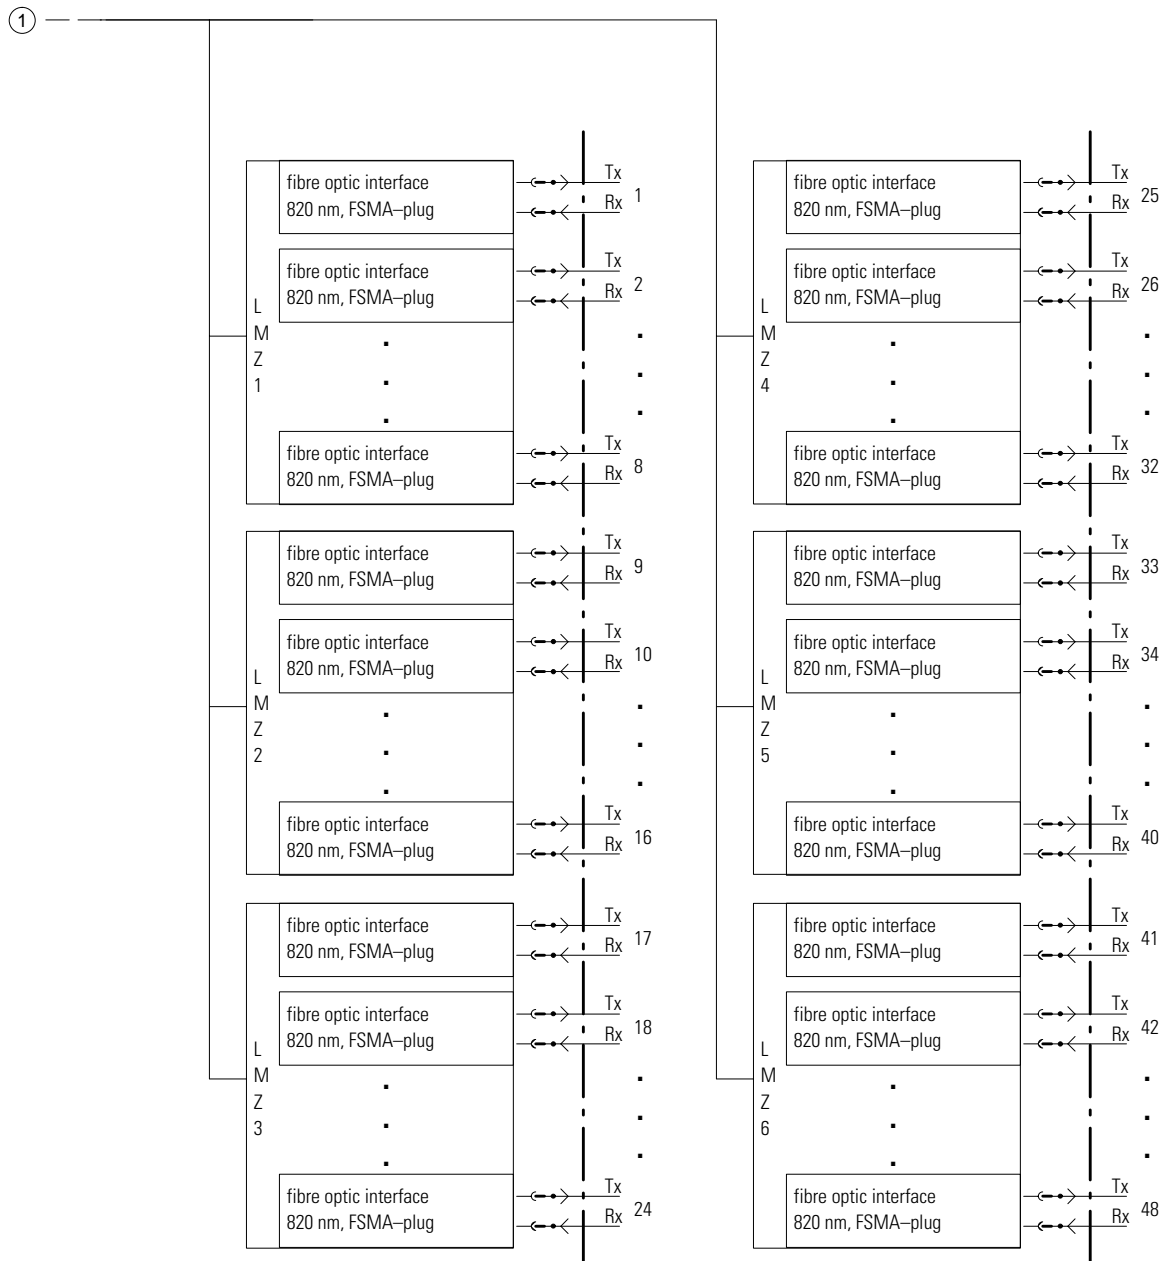 1
fibre optic interface
820 nm, FSMA–plug
Tx
Rx
1
fibre optic interface
820 nm, FSMA–plug
Tx
Rx
2
L
M
Z
1
fibre optic interface
820 nm, FSMA–plug
Tx
Rx
8
fibre optic interface
820 nm, FSMA–plug
Tx
Rx
9
fibre optic interface
820 nm, FSMA–plug
Tx
Rx
10
L
M
Z
2
fibre optic interface
820 nm, FSMA–plug
Tx
Rx
16
fibre optic interface
820 nm, FSMA–plug
Tx
Rx
17
fibre optic interface
820 nm, FSMA–plug
Tx
Rx
18
L
M
Z
3
fibre optic interface
820 nm, FSMA–plug
Tx
Rx
24
fibre optic interface
820 nm, FSMA–plug
Tx
Rx
25
fibre optic interface
820 nm, FSMA–plug
Tx
Rx
26
L
M
Z
4
fibre optic interface
820 nm, FSMA–plug
Tx
Rx
32
fibre optic interface
820 nm, FSMA–plug
Tx
Rx
33
fibre optic interface
820 nm, FSMA–plug
Tx
Rx
34
L
M
Z
5
fibre optic interface
820 nm, FSMA–plug
Tx
Rx
40
fibre optic interface
820 nm, FSMA–plug
Tx
Rx
41
fibre optic interface
820 nm, FSMA–plug
Tx
Rx
42
L
M
Z
6
fibre optic interface
820 nm, FSMA–plug
Tx
Rx
48